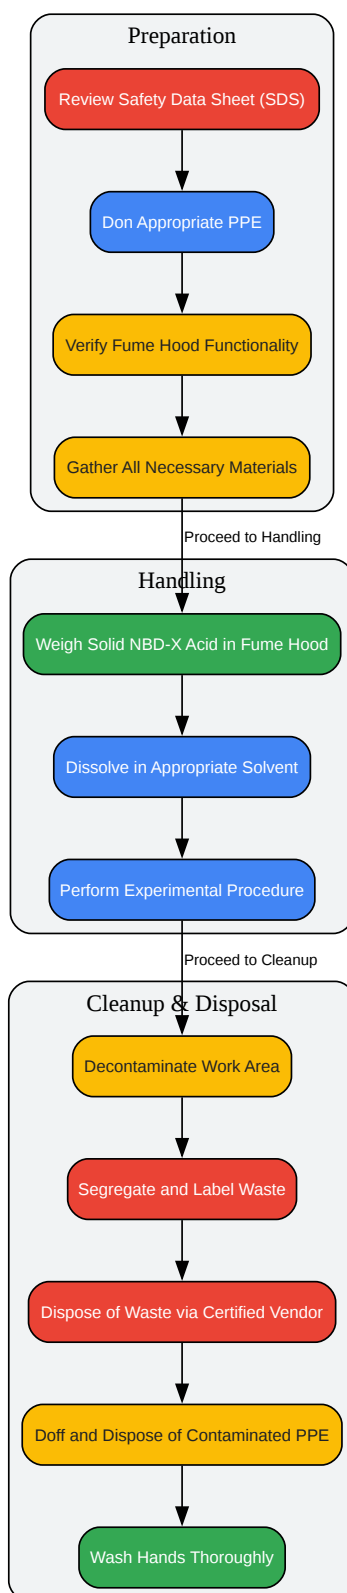 Preparation
Review Safety Data Sheet (SDS)
Don Appropriate PPE
Verify Fume Hood Functionality
Gather All Necessary Materials
Proceed to Handling
Handling
Weigh Solid NBD-X Acid in Fume Hood
Dissolve in Appropriate Solvent
Perform Experimental Procedure
Proceed to Cleanup
Cleanup & Disposal
Decontaminate Work Area
Segregate and Label Waste
Dispose of Waste via Certified Vendor
Doff and Dispose of Contaminated PPE
Wash Hands Thoroughly